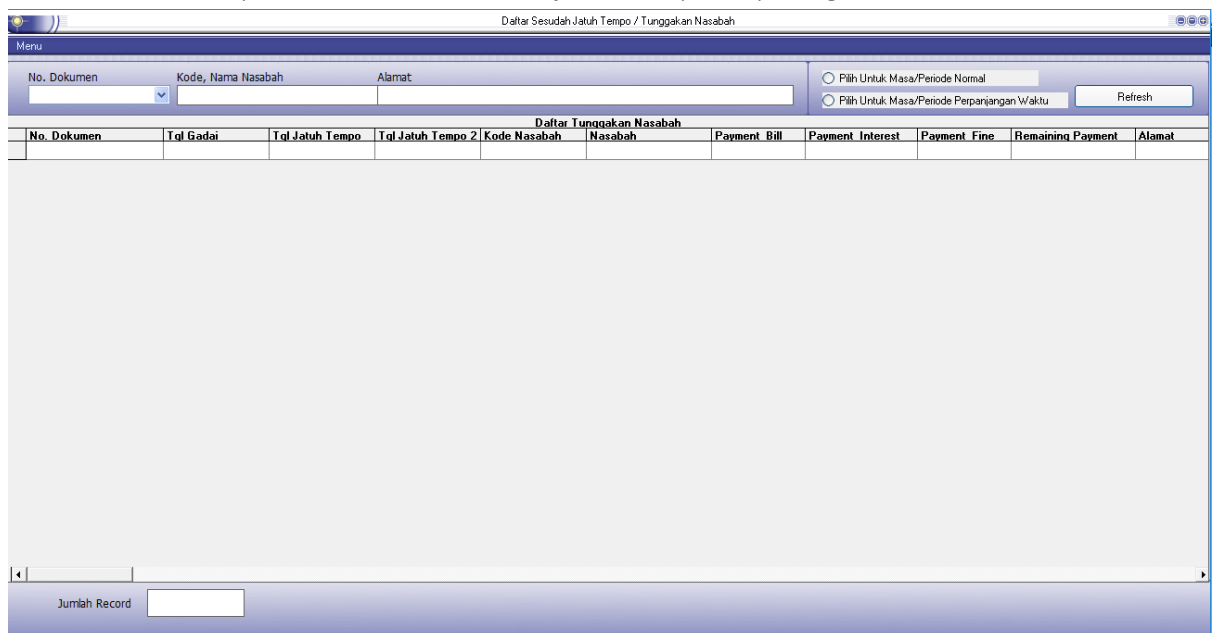 Daftar Sesudah Jatuh Tempo / Tunggakan Nasabah
Menu
No. Dokumen Kode, Nama Nasabah Alamat
Pilih Untuk Masa/Periode Normal
Pilih Untuk Masa/Periode Perpanjangan Waktu
Refresh
Daftar Tunggakan Nasabah
No. Dokumen Tgl Gadai Tgl Jatuh Tempo Tgl Jatuh Tempo 2 Kode Nasabah Nasabah Payment Bill Payment Interest Payment Fine Remaining Payment Alamat
Jumlah Record